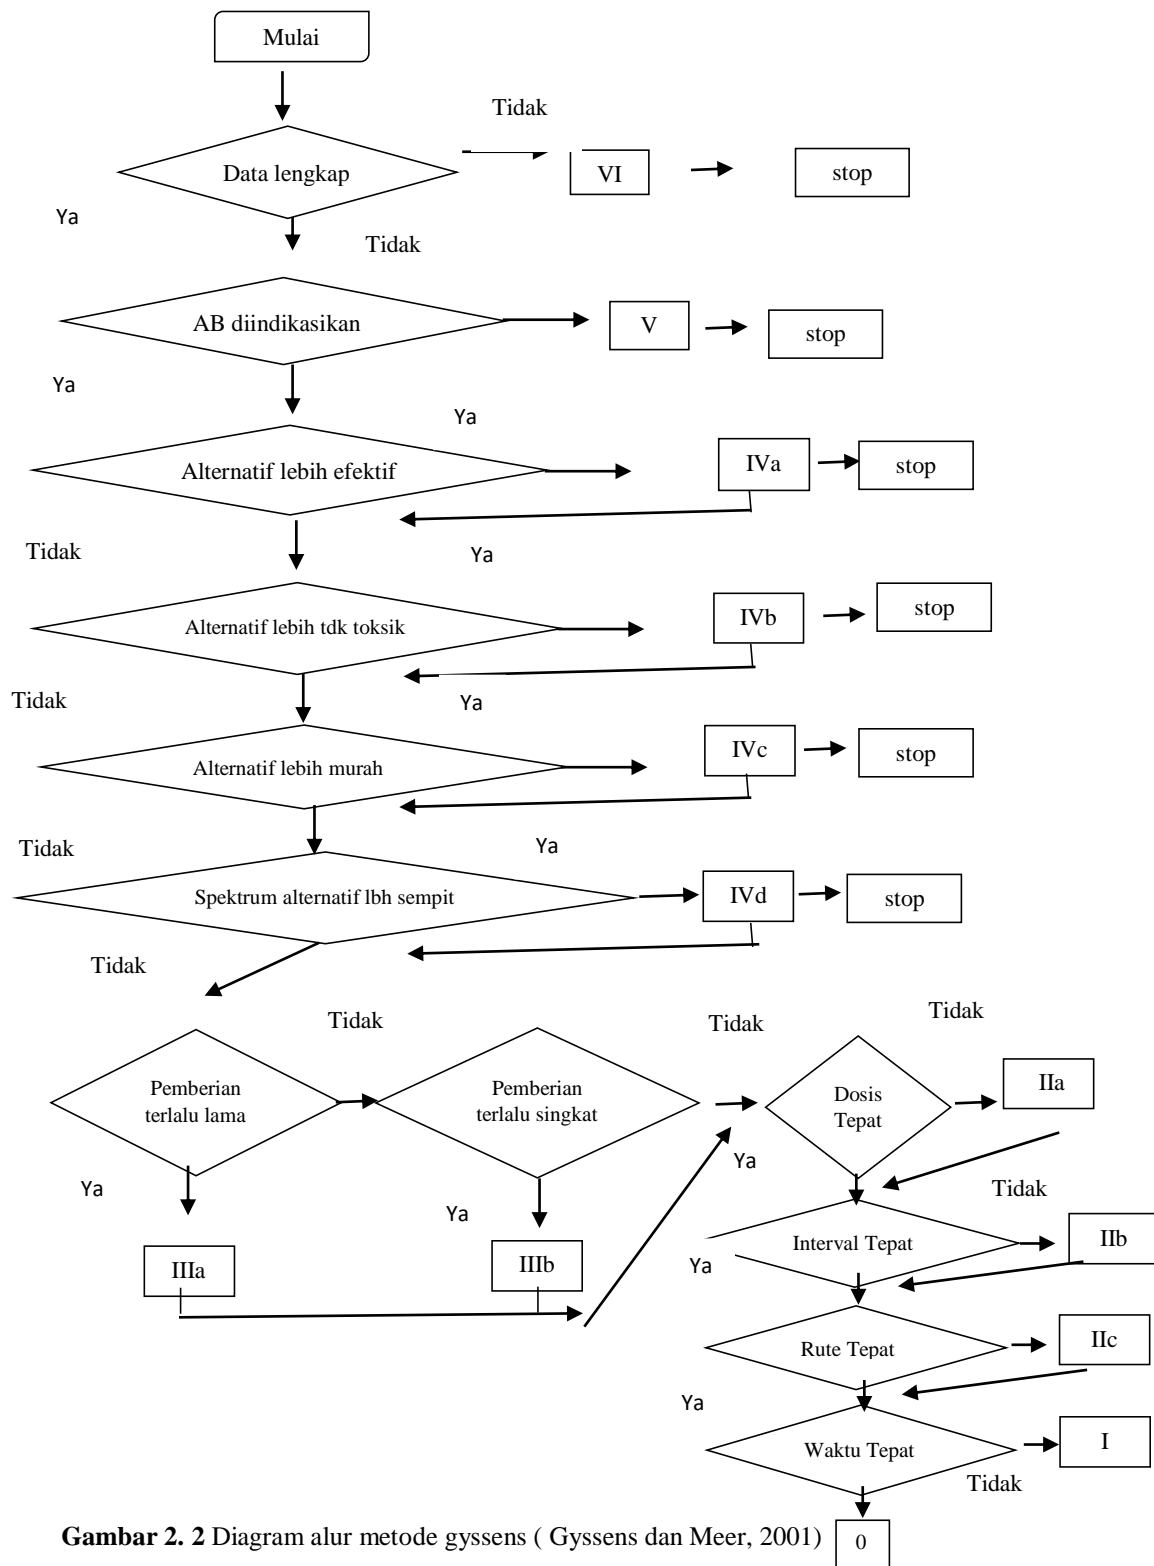 Mulai
Tidak
Data lengkap
VI
stop
Ya
Tidak
AB diindikasikan
V
stop
Ya
Ya
Alternatif lebih efektif
IVa
stop
Tidak
Ya
Alternatif lebih tdk toksik
IVb
stop
Tidak
Ya
Alternatif lebih murah
IVc
stop
Tidak
Ya
Spektrum alternatif lbh sempit
IVd
stop
Tidak
Tidak
Tidak
Tidak
Pemberian
terlalu lama
Pemberian
terlalu singkat
Dosis
Tepat
IIa
Ya
Ya
Ya
Tidak
IIIa
IIIb
Ya
Interval Tepat
IIb
Rute Tepat
IIc
Ya
Waktu Tepat
I
Tidak
Gambar 2. 2 Diagram alur metode gyssens ( Gyssens dan Meer, 2001)
0